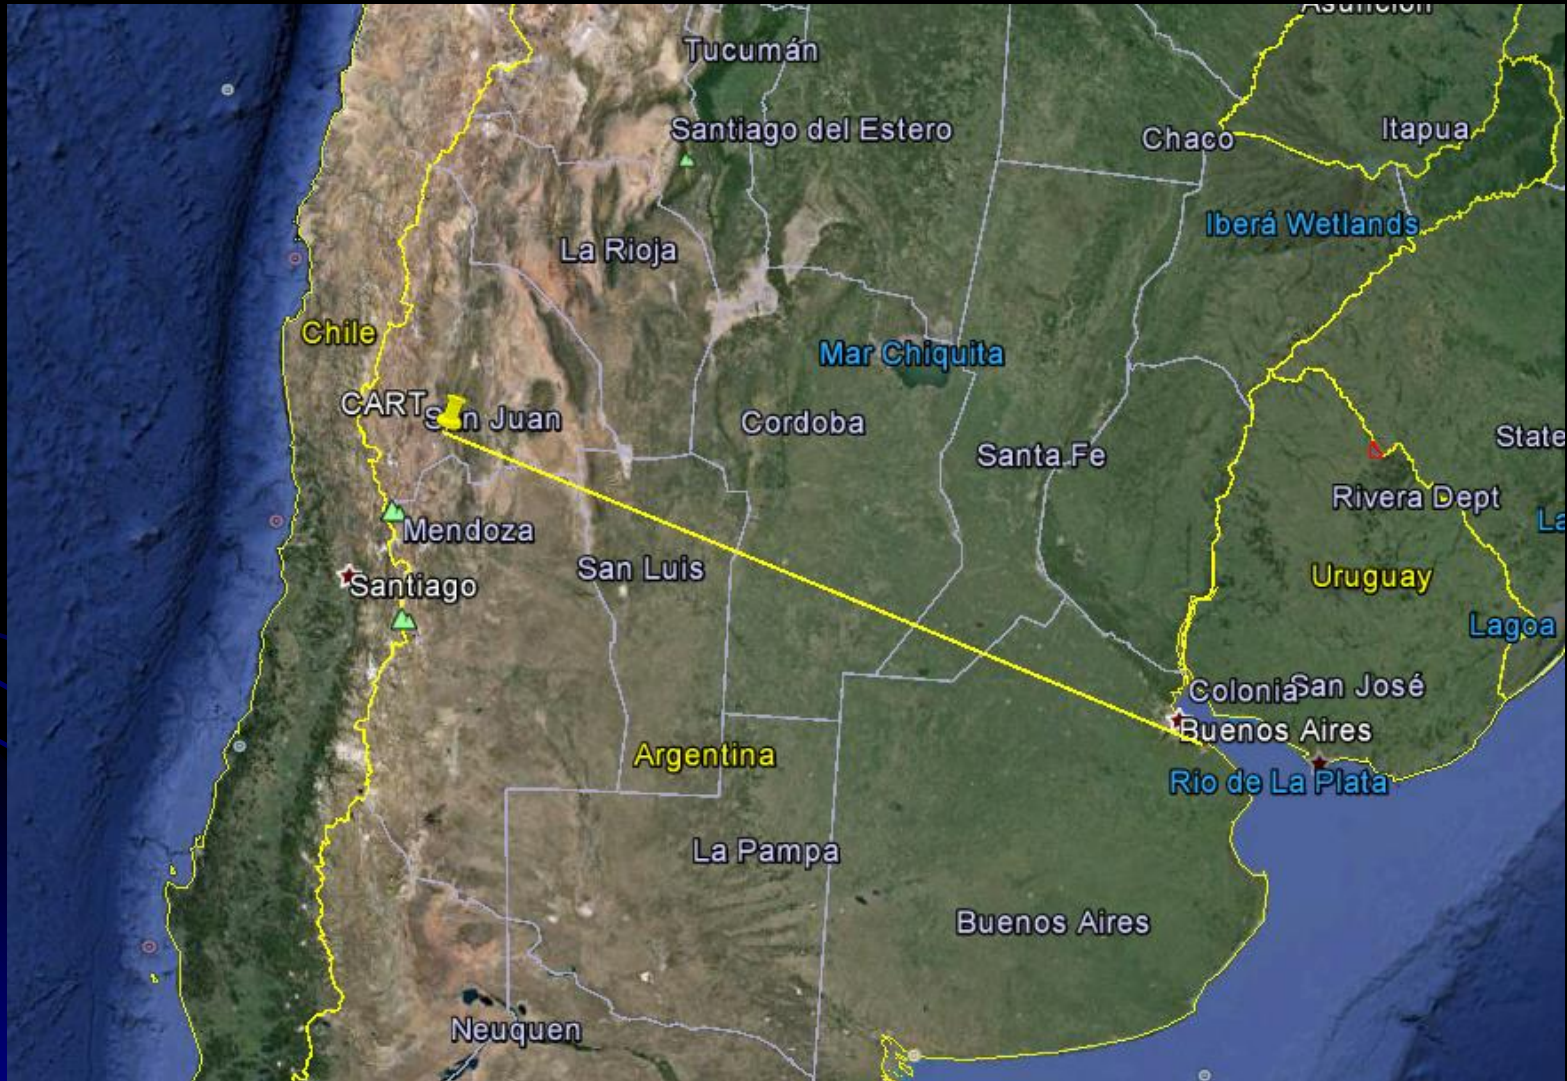 Asunción
Tucumán
Santiago del Estero
Chaco
Itapua
Iberá Wetlands
La Rioja
Chile
Mar Chiquita
CART
San Juan
Cordoba
Santa Fe
State
Rivera Dept
La
Mendoza
San Luis
Santiago
Uruguay
Lagoa
Colonia
San José
Buenos Aires
Argentina
Río de La Plata
La Pampa
Buenos Aires
Neuquen